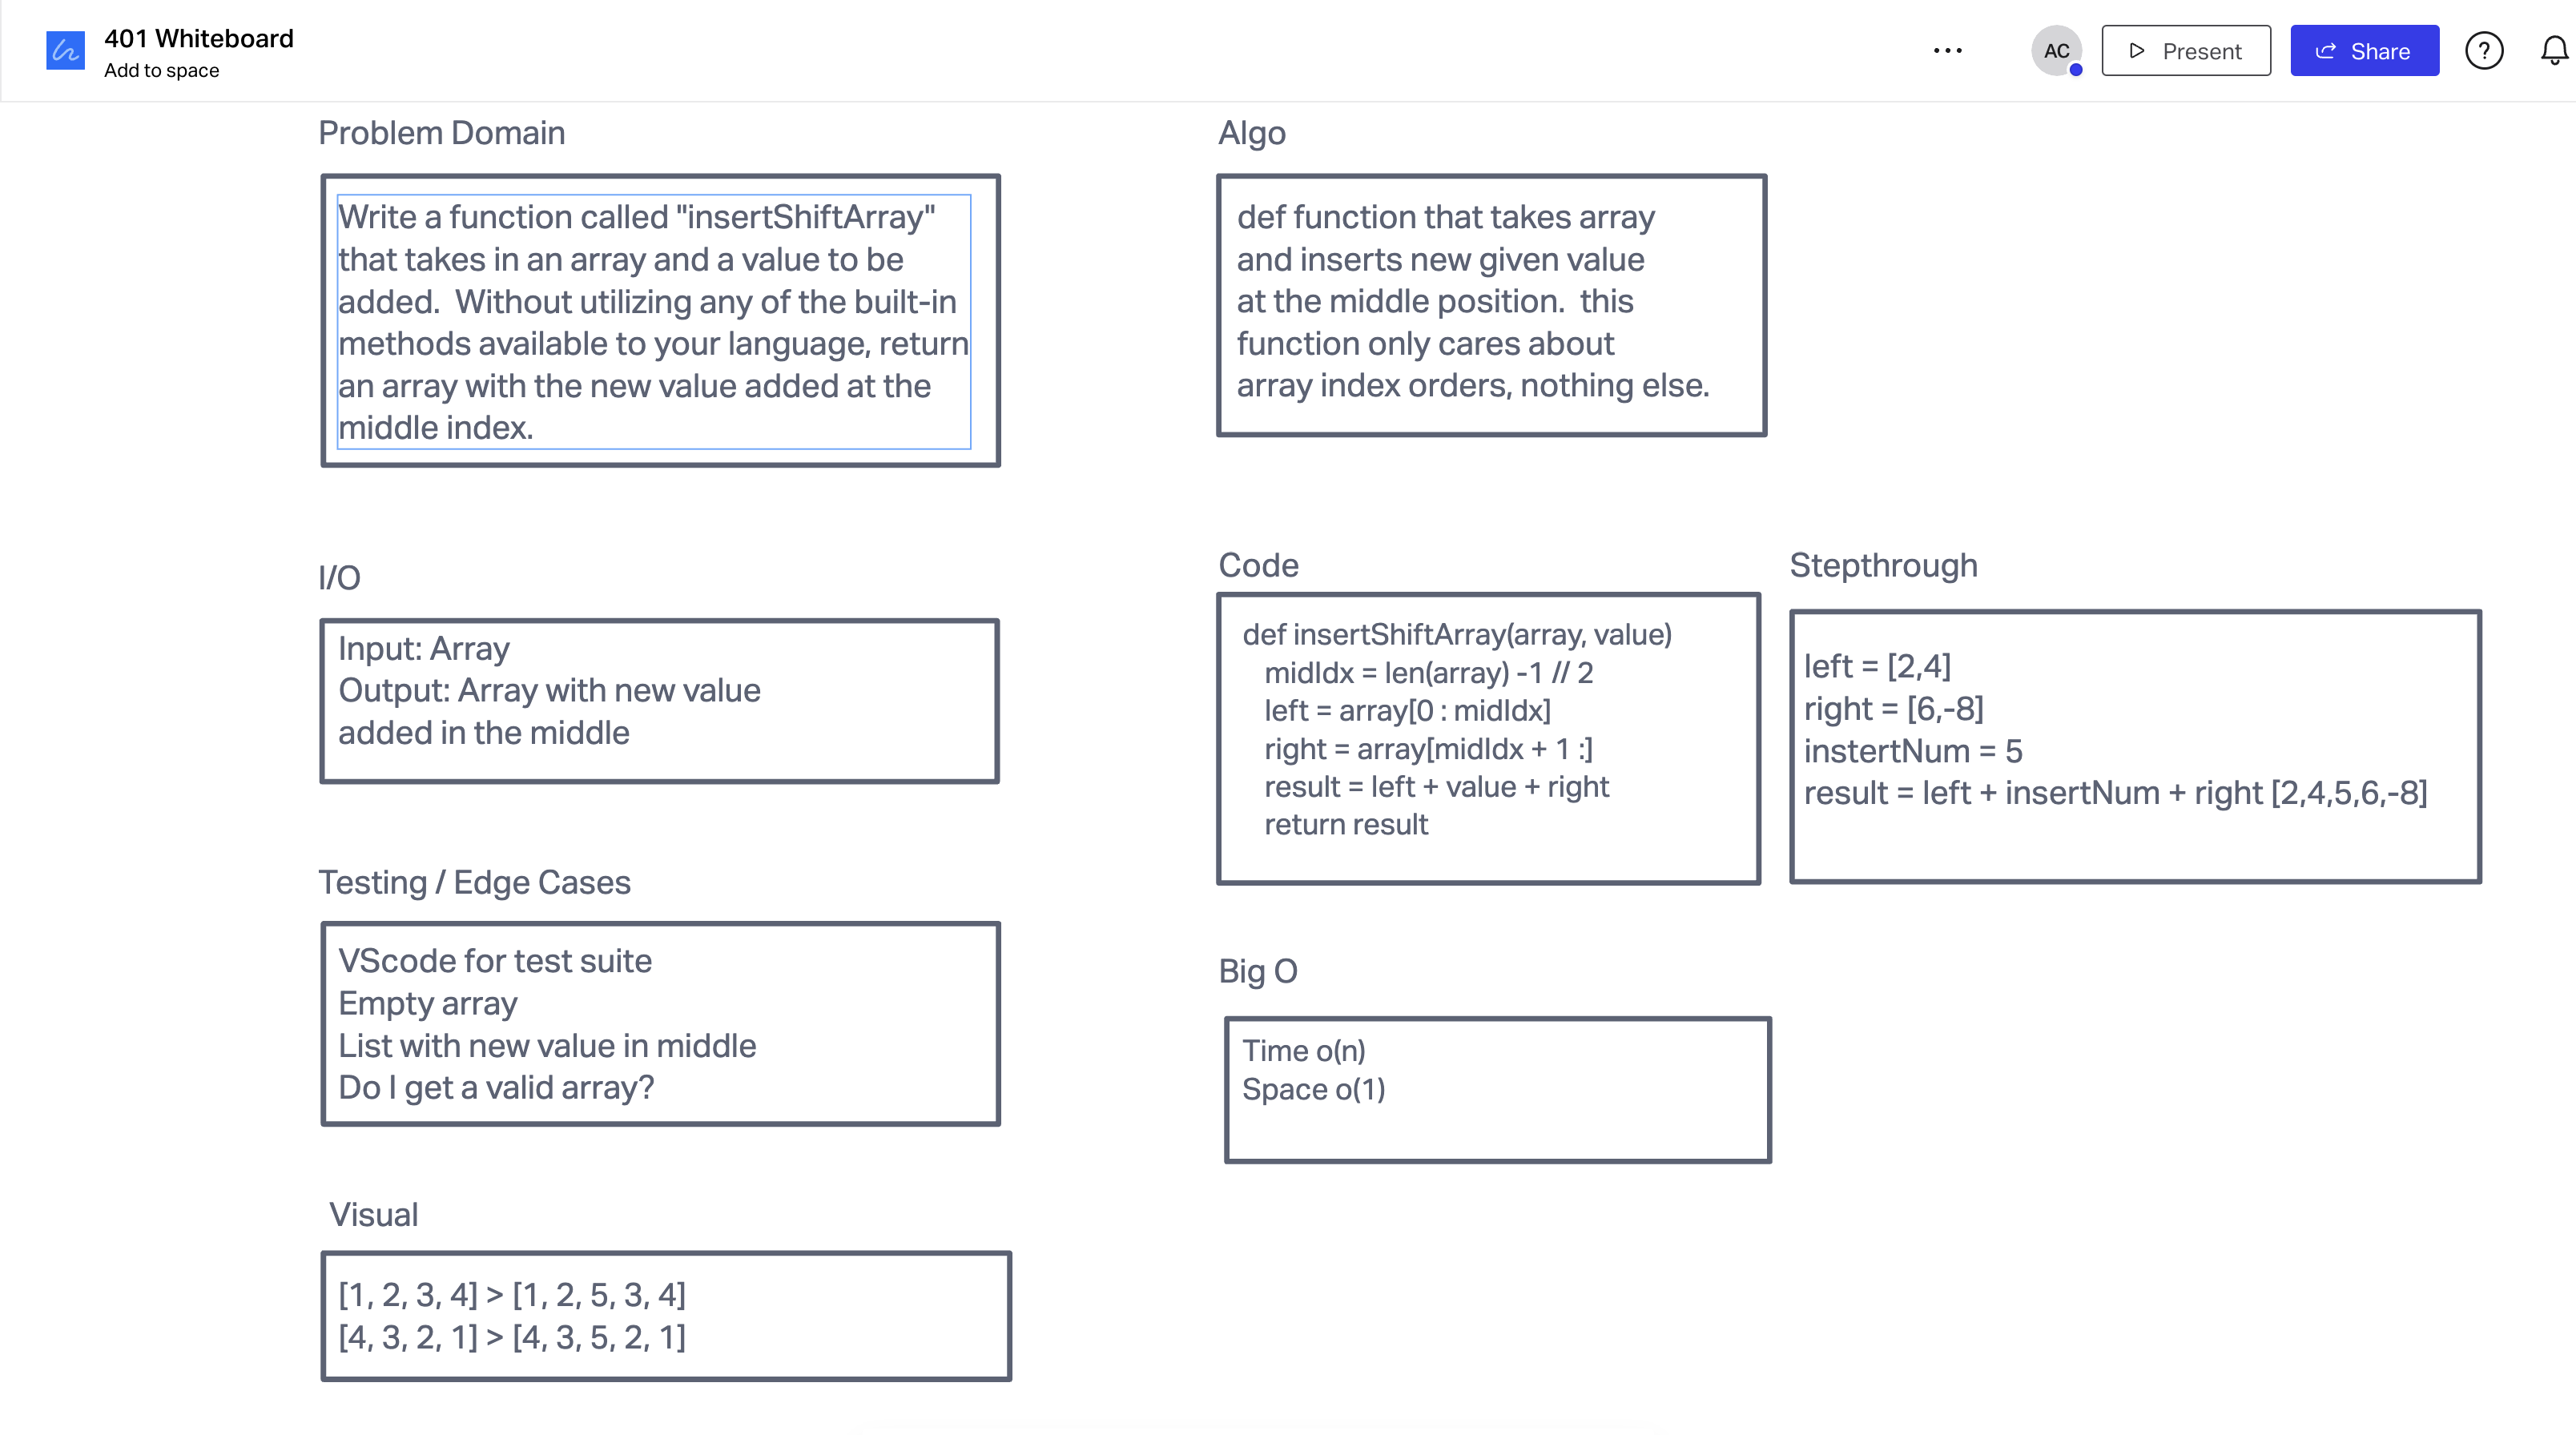 401 Whiteboard
Add to space
AC
Present
Share
?
Problem Domain
Write a function called "insertShiftArray"
that takes in an array and a value to be
added.  Without utilizing any of the built-in
methods available to your language, return
an array with the new value added at the
middle index.
I/O
Input: Array
Output: Array with new value
added in the middle
Testing / Edge Cases
VScode for test suite
Empty array
List with new value in middle
Do I get a valid array?
Visual
[1, 2, 3, 4] > [1, 2, 5, 3, 4]
[4, 3, 2, 1] > [4, 3, 5, 2, 1]
Algo
def function that takes array
and inserts new given value
at the middle position.  this
function only cares about
array index orders, nothing else.
Code
def insertShiftArray(array, value)
midIdx = len(array) -1 // 2
left = array[0 : midIdx]
right = array[midIdx + 1 :]
result = left + value + right
return result
Stepthrough
left = [2,4]
right = [6,-8]
instertNum = 5
result = left + insertNum + right [2,4,5,6,-8]
Big O
Time o(n)
Space o(1)